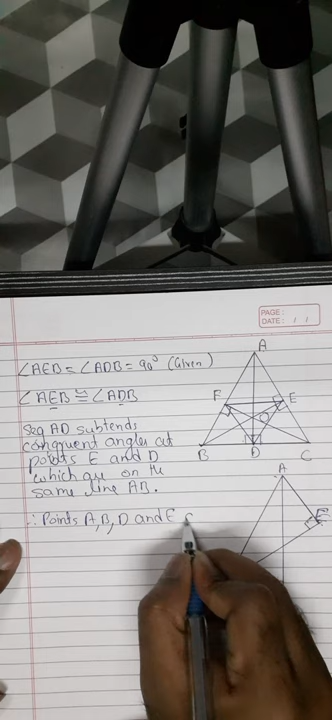 PAGE:
DATE: / /
∠AEB = ∠ADB = 90° (Given)
∠AEB ≅ ∠ADB
Seg AD subtends
congruent angles at
points E and D
which are on the
same line AB.
∴ Points A, B, D and E
A
F
E
O
B
D
C
A
E